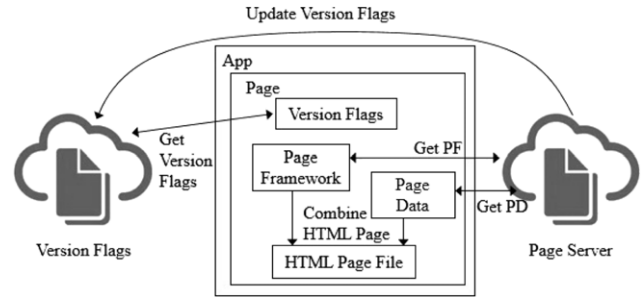 Update Version Flags
App
Page
Version Flags
Get
Version
Flags
Get PF
Page
Framework
Page
Data
Get PD
Combine
HTML Page
HTML Page File
Version Flags
Page Server